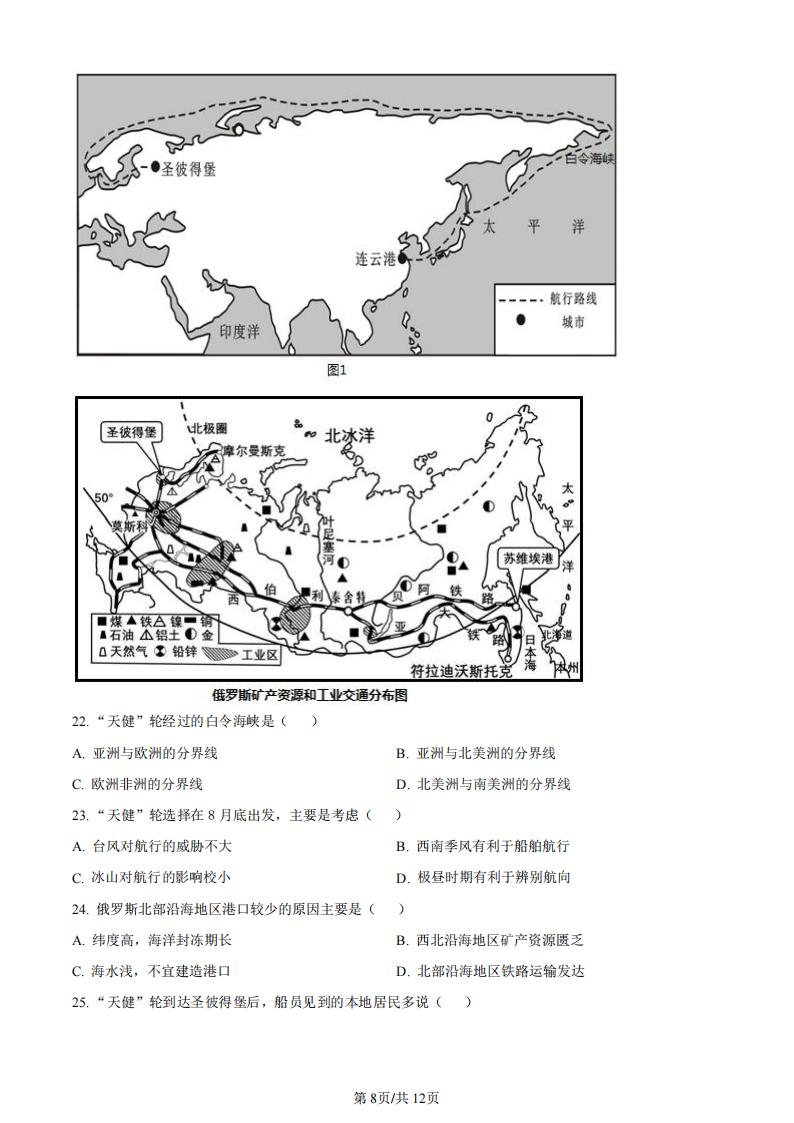 圣彼得堡
白令海峡
太 平 洋
连云港
印度洋
航行路线
城市
图1
圣彼得堡
北极圈
北冰洋
摩尔曼斯克
50°
莫斯科
叶尼塞河
太平洋
苏维埃港
西伯利亚大铁路
泰舍特
贝阿铁路
符拉迪沃斯托克
日本海
北海道
本州
煤 铁 镍 铜
石油 铝土 金
天然气 铅锌 工业区
俄罗斯矿产资源和工业交通分布图
22. “天健”轮经过的白令海峡是（ ）
A. 亚洲与欧洲的分界线 B. 亚洲与北美洲的分界线
C. 欧洲非洲的分界线 D. 北美洲与南美洲的分界线
23. “天健”轮选择在 8 月底出发，主要是考虑（ ）
A. 台风对航行的威胁不大 B. 西南季风有利于船舶航行
C. 冰山对航行的影响校小 D. 极昼时期有利于辨别航向
24. 俄罗斯北部沿海地区港口较少的原因主要是（ ）
A. 纬度高，海洋封冻期长 B. 西北沿海地区矿产资源匮乏
C. 海水浅，不宜建造港口 D. 北部沿海地区铁路运输发达
25. “天健”轮到达圣彼得堡后，船员见到的本地居民多说（ ）
第 8页/共 12页